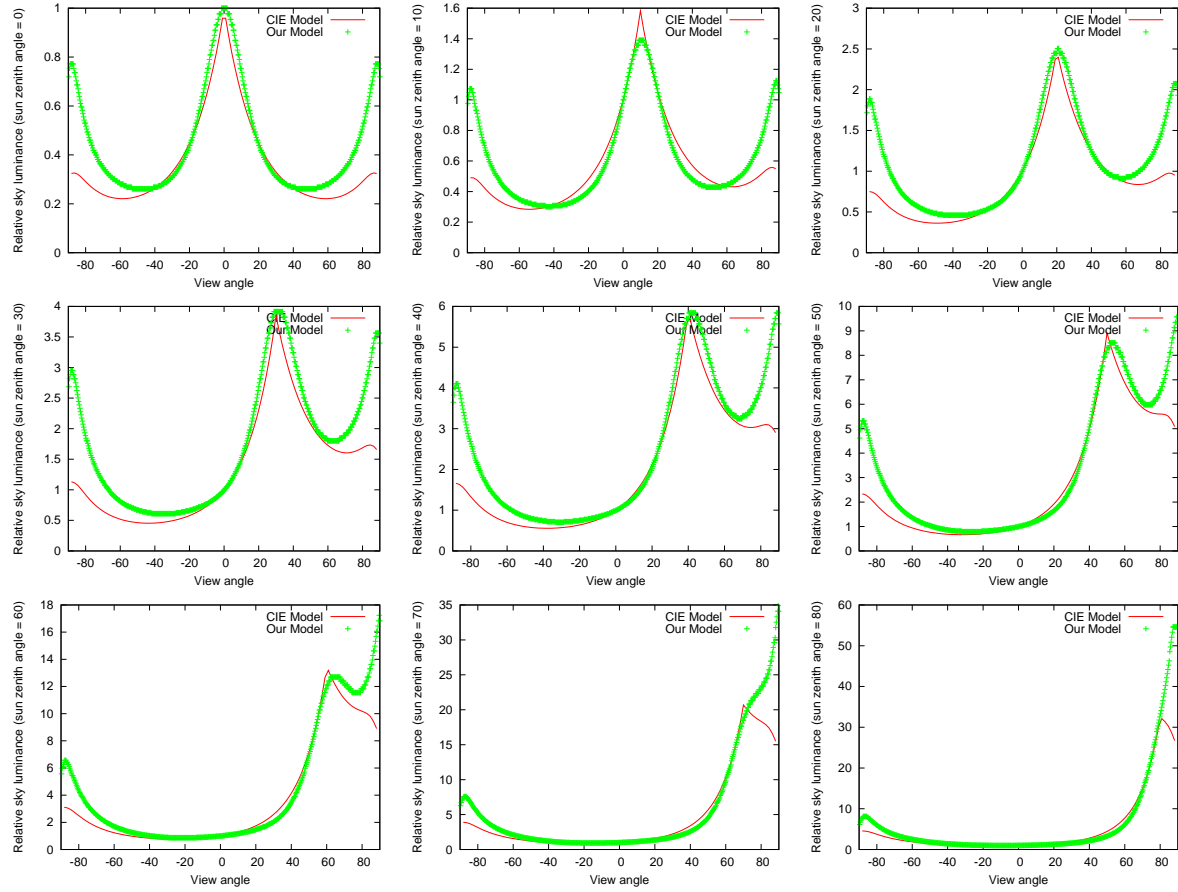 Relative sky luminance (sun zenith angle = 0)
1
0.8
0.6
0.4
0.2
0
-80 -60 -40 -20 0 20 40 60 80
View angle
CIE Model
Our Model
Relative sky luminance (sun zenith angle = 10)
1.6
1.4
1.2
1
0.8
0.6
0.4
0.2
0
-80 -60 -40 -20 0 20 40 60 80
View angle
CIE Model
Our Model
Relative sky luminance (sun zenith angle = 20)
3
2.5
2
1.5
1
0.5
0
-80 -60 -40 -20 0 20 40 60 80
View angle
CIE Model
Our Model
Relative sky luminance (sun zenith angle = 30)
4
3.5
3
2.5
2
1.5
1
0.5
0
-80 -60 -40 -20 0 20 40 60 80
View angle
CIE Model
Our Model
Relative sky luminance (sun zenith angle = 40)
6
5
4
3
2
1
0
-80 -60 -40 -20 0 20 40 60 80
View angle
CIE Model
Our Model
Relative sky luminance (sun zenith angle = 50)
10
9
8
7
6
5
4
3
2
1
0
-80 -60 -40 -20 0 20 40 60 80
View angle
CIE Model
Our Model
Relative sky luminance (sun zenith angle = 60)
18
16
14
12
10
8
6
4
2
0
-80 -60 -40 -20 0 20 40 60 80
View angle
CIE Model
Our Model
Relative sky luminance (sun zenith angle = 70)
35
30
25
20
15
10
5
0
-80 -60 -40 -20 0 20 40 60 80
View angle
CIE Model
Our Model
Relative sky luminance (sun zenith angle = 80)
60
50
40
30
20
10
0
-80 -60 -40 -20 0 20 40 60 80
View angle
CIE Model
Our Model